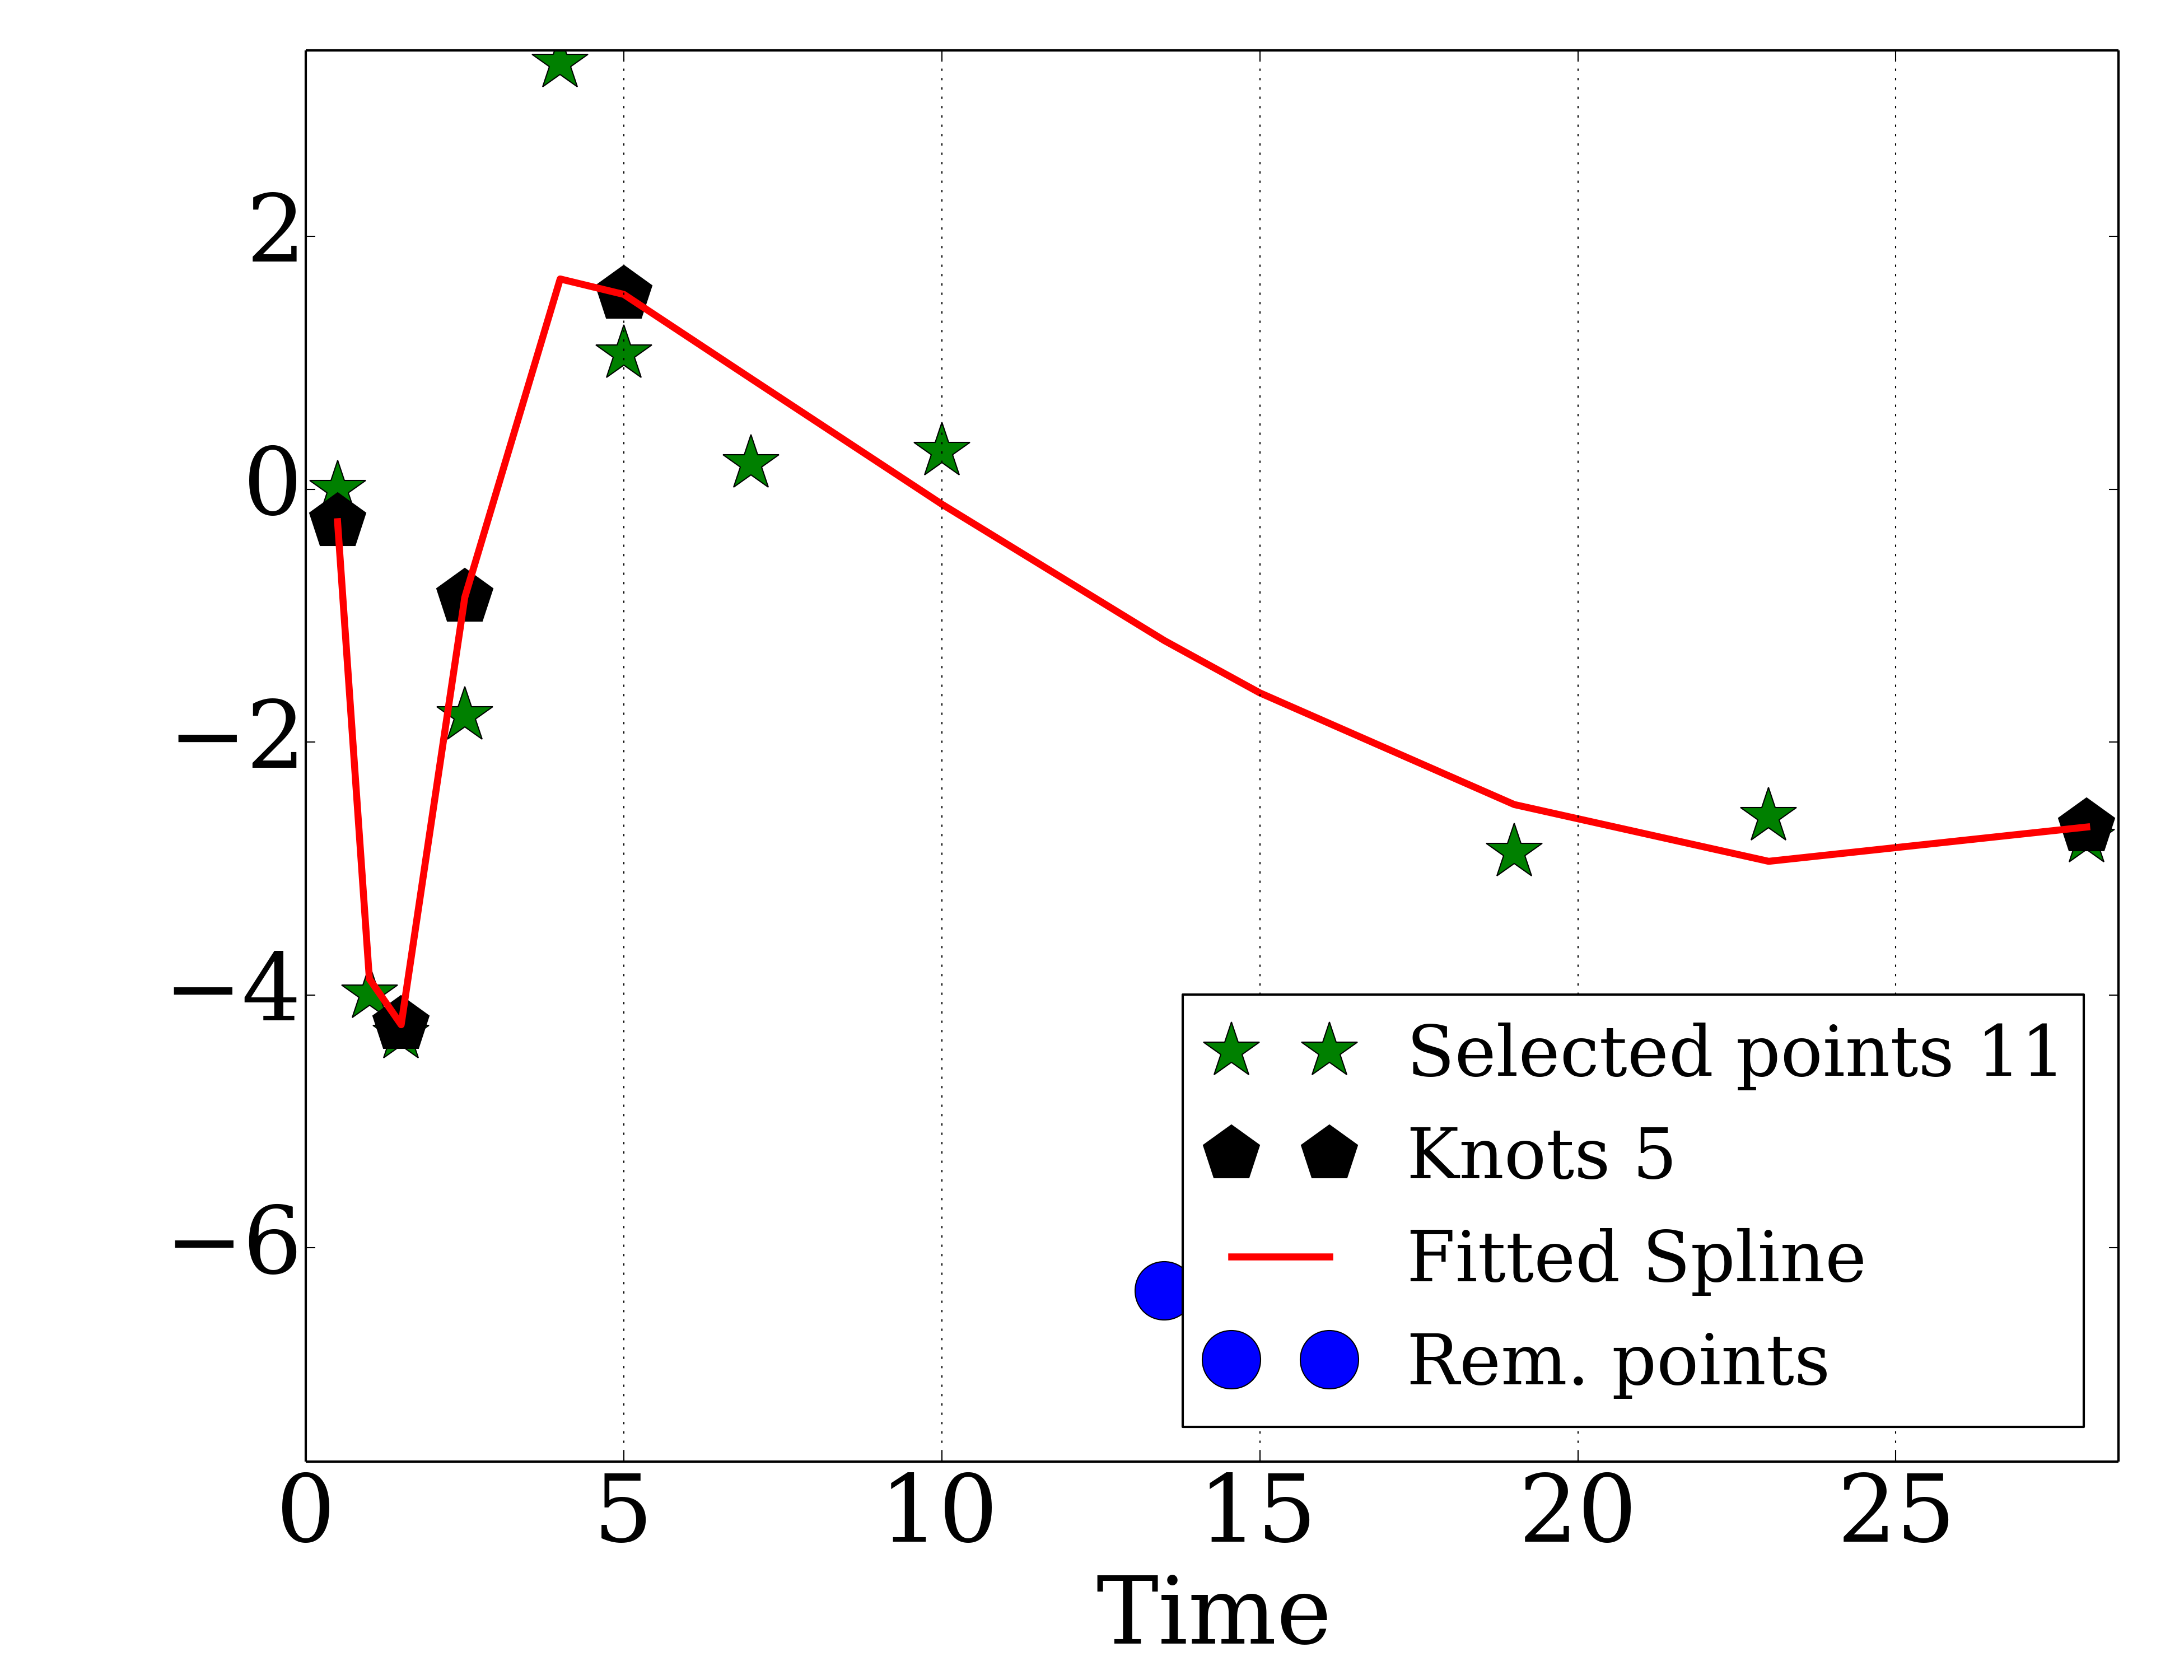 2
0
−2
−4
−6
0 5 10 15 20 25
Time
Selected points 11
Knots 5
Fitted Spline
Rem. points